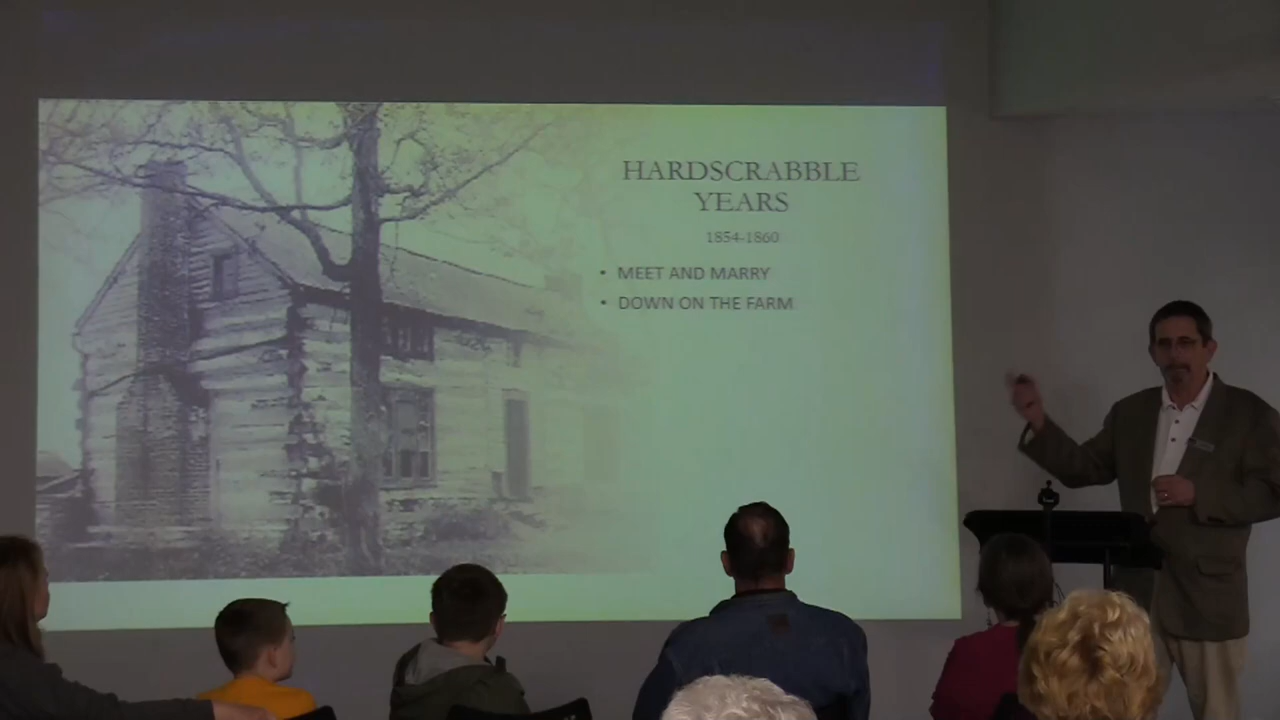 HARDSCRABBLE
YEARS
1854-1860
• MEET AND MARRY
• DOWN ON THE FARM